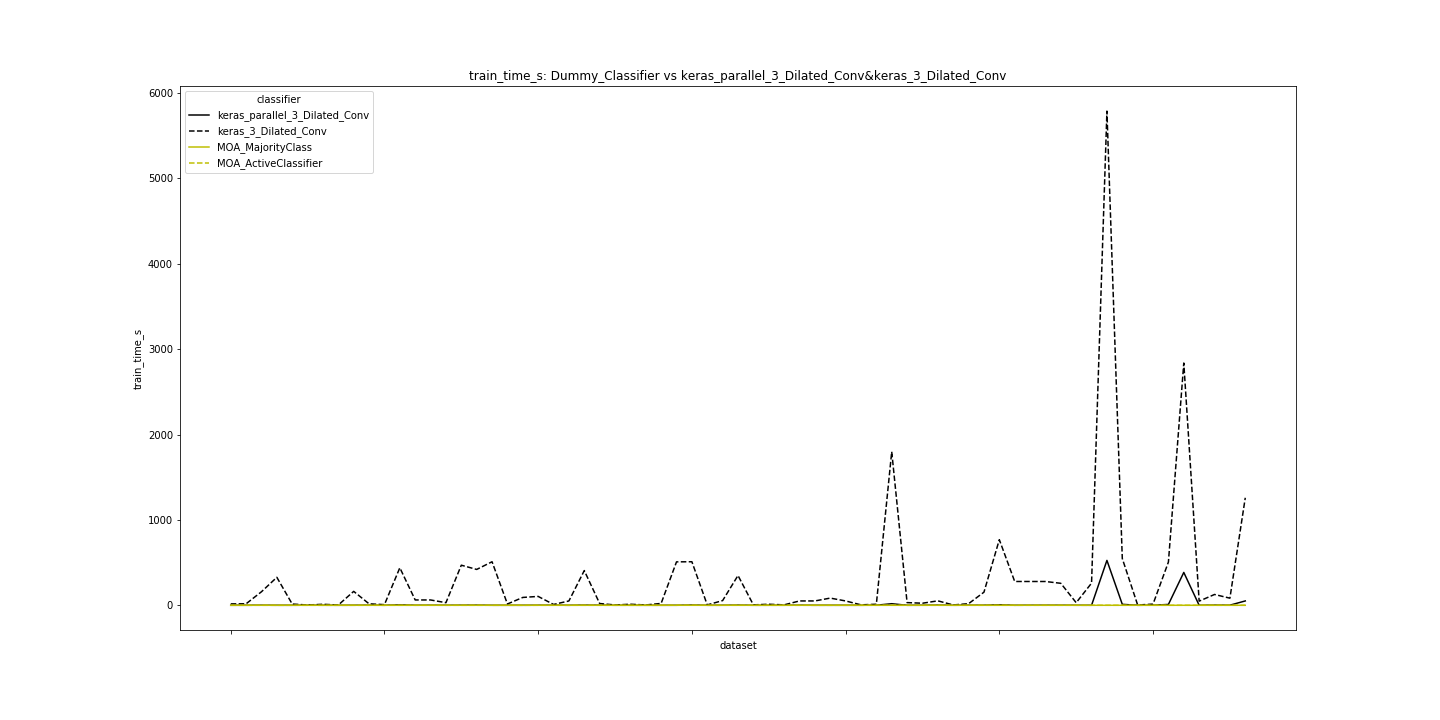 train_time_s: Dummy_Classifier vs keras_parallel_3_Dilated_Conv&keras_3_Dilated_Conv
classifier
keras_parallel_3_Dilated_Conv
keras_3_Dilated_Conv
MOA_MajorityClass
MOA_ActiveClassifier
6000
5000
4000
3000
2000
1000
0
train_time_s
dataset